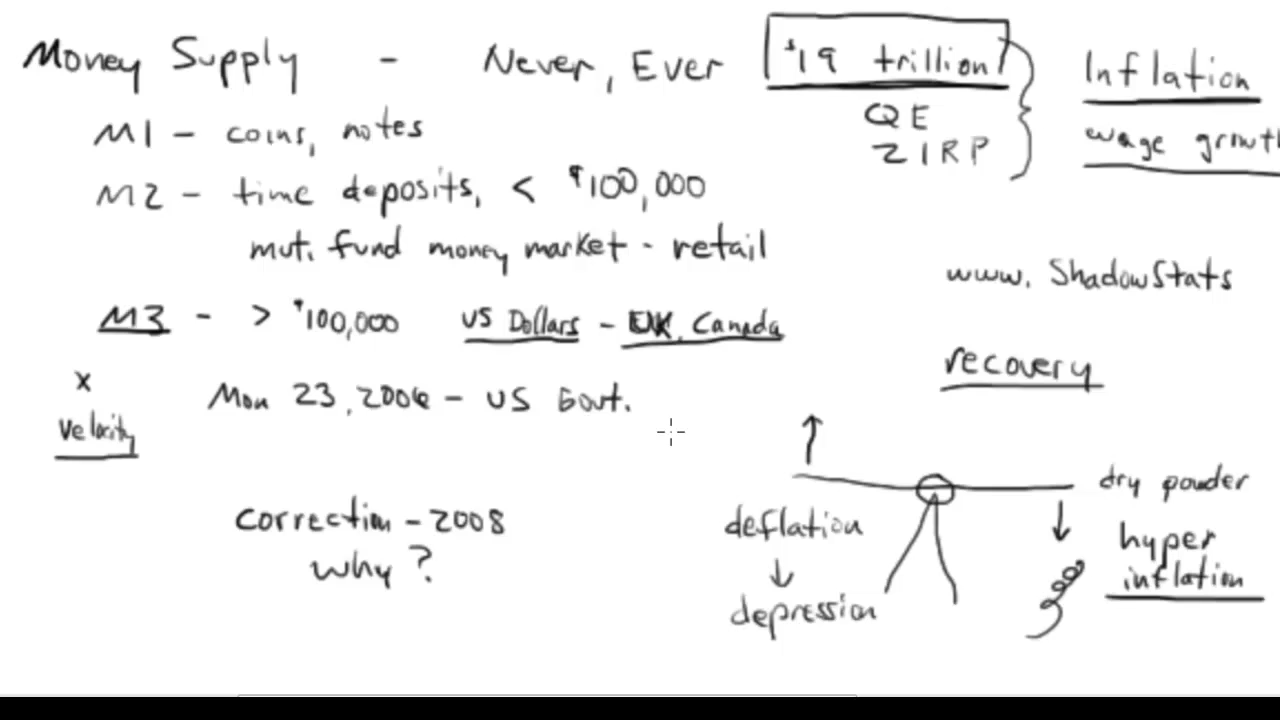 Money Supply - Never, Ever $19 trillion
QE
ZIRP
Inflation
wage growth
M1 - coins, notes
M2 - time deposits, < $100,000
mut. fund money market - retail
M3 - > $100,000 US Dollars - UK, Canada
x
velocity
Mon 23, 2006 - US Govt.
www. ShadowStats
recovery
correction - 2008
why?
deflation
depression
dry powder
hyper
inflation